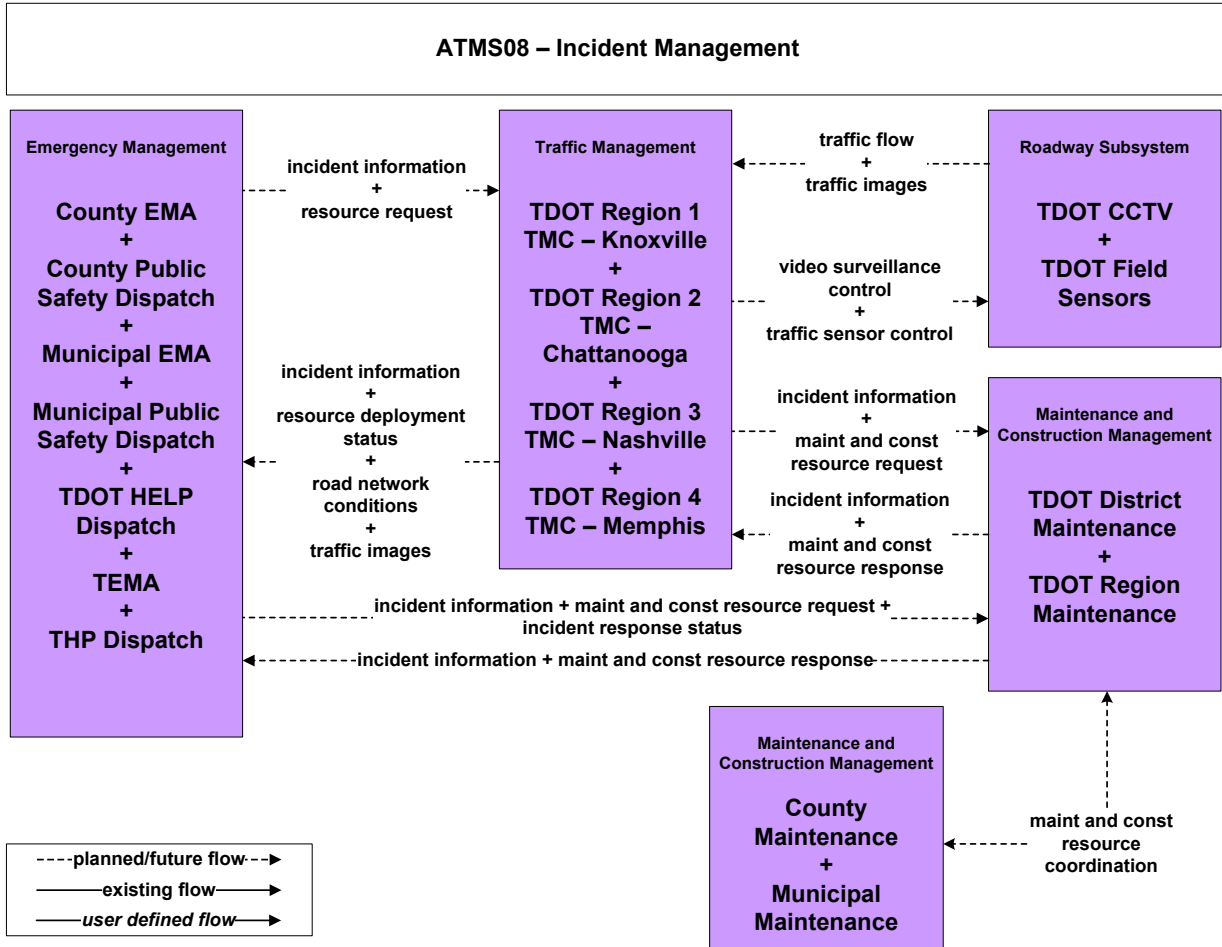 ATMS08 – Incident Management
Emergency Management
County EMA
+
County Public
Safety Dispatch
+
Municipal EMA
+
Municipal Public
Safety Dispatch
+
TDOT HELP
Dispatch
+
TEMA
+
THP Dispatch
incident information
+
resource request
incident information
+
resource deployment
status
+
road network
conditions
+
traffic images
Traffic Management
TDOT Region 1
TMC – Knoxville
+
TDOT Region 2
TMC –
Chattanooga
+
TDOT Region 3
TMC – Nashville
+
TDOT Region 4
TMC – Memphis
traffic flow
+
traffic images
video surveillance
control
+
traffic sensor control
incident information
+
maint and const
resource request
incident information
+
maint and const
resource response
Roadway Subsystem
TDOT CCTV
+
TDOT Field
Sensors
Maintenance and
Construction Management
TDOT District
Maintenance
+
TDOT Region
Maintenance
incident information + maint and const resource request +
incident response status
incident information + maint and const resource response
Maintenance and
Construction Management
County
Maintenance
+
Municipal
Maintenance
maint and const
resource
coordination
planned/future flow
existing flow
user defined flow